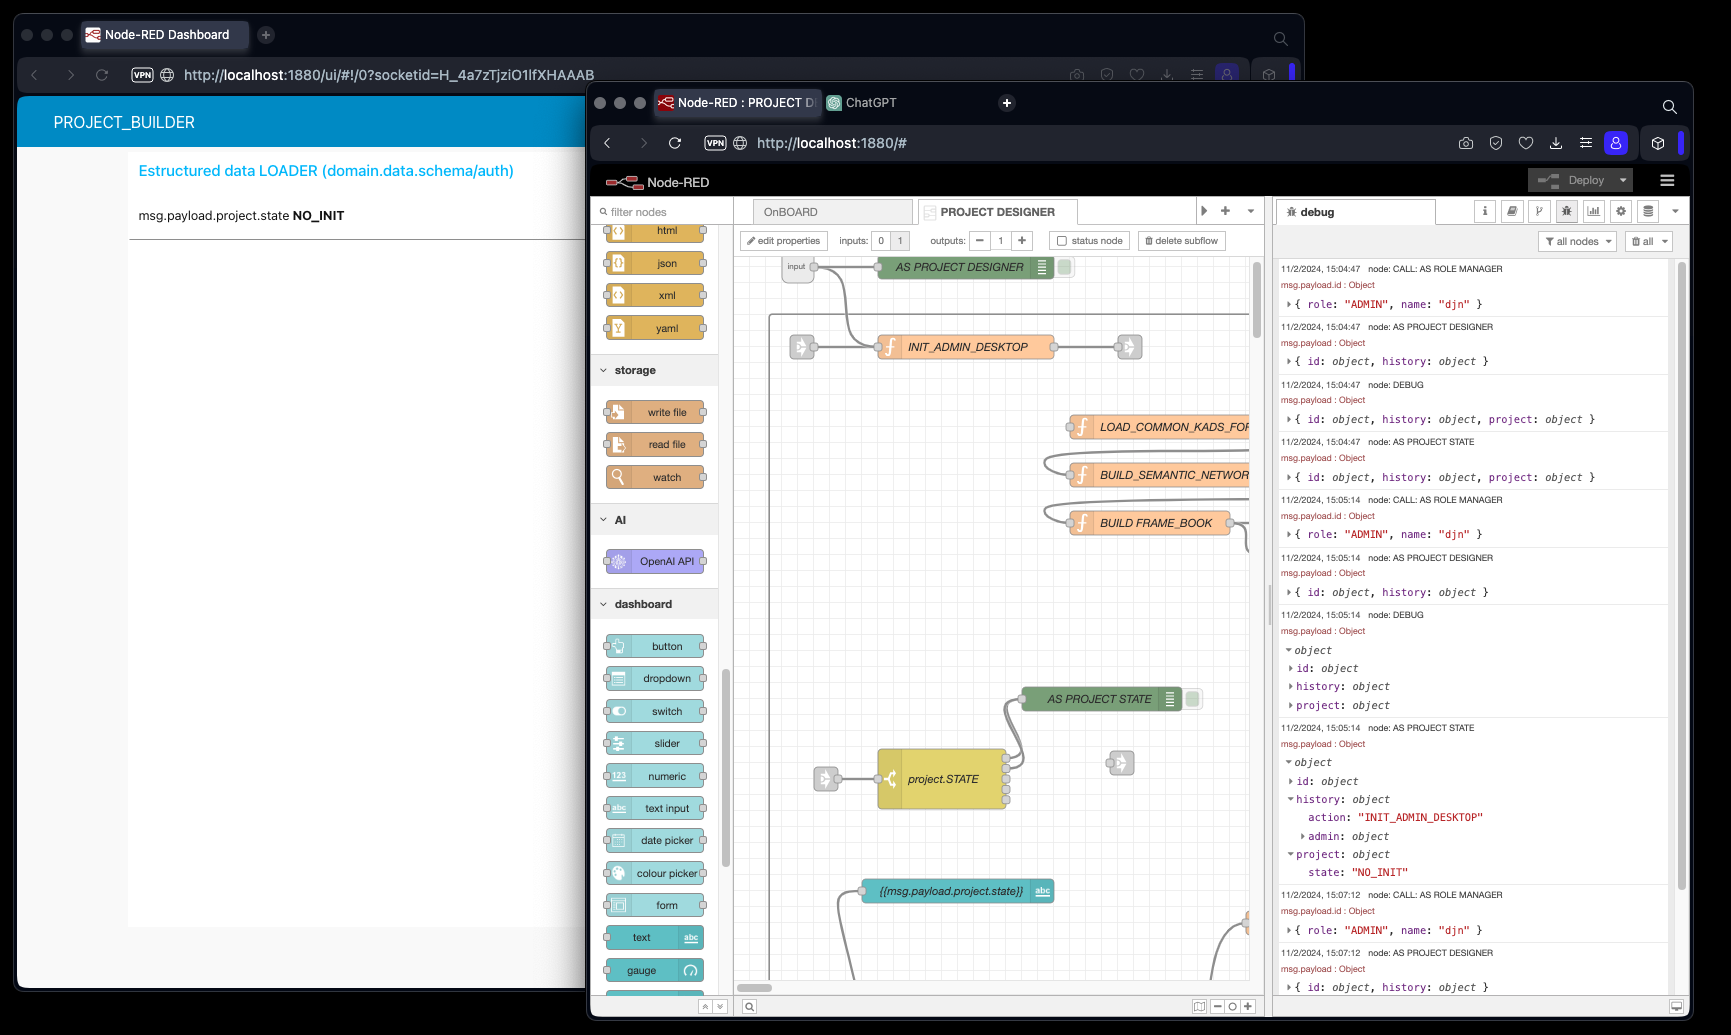 Node-RED Dashboard
VPN
http://localhost:1880/ui/#!/0?socketid=H_4a7zTjziO1lfXHAAAB
PROJECT_BUILDER
Estructured data LOADER (domain.data.schema/auth)
msg.payload.project.state NO_INIT
Node-RED : PROJECT D
ChatGPT
VPN
http://localhost:1880/#
Node-RED
Deploy
filter nodes
html
json
xml
yaml
storage
write file
read file
watch
AI
OpenAI API
dashboard
button
dropdown
switch
slider
123 numeric
abc text input
date picker
colour picker
form
text abc
gauge
OnBOARD
PROJECT DESIGNER
edit properties
inputs: 0 1
outputs: 1
status node
delete subflow
input
AS PROJECT DESIGNER
INIT_ADMIN_DESKTOP
LOAD_COMMON_KADS_FOR
BUILD_SEMANTIC_NETWOR
BUILD FRAME_BOOK
AS PROJECT STATE
project.STATE
{{msg.payload.project.state}} abc
debug
all nodes
all
11/2/2024, 15:04:47 node: CALL: AS ROLE MANAGER
msg.payload.id : Object
{ role: "ADMIN", name: "djn" }
11/2/2024, 15:04:47 node: AS PROJECT DESIGNER
msg.payload : Object
{ id: object, history: object }
11/2/2024, 15:04:47 node: DEBUG
msg.payload : Object
{ id: object, history: object, project: object }
11/2/2024, 15:04:47 node: AS PROJECT STATE
msg.payload : Object
{ id: object, history: object, project: object }
11/2/2024, 15:05:14 node: CALL: AS ROLE MANAGER
msg.payload.id : Object
{ role: "ADMIN", name: "djn" }
11/2/2024, 15:05:14 node: AS PROJECT DESIGNER
msg.payload : Object
{ id: object, history: object }
11/2/2024, 15:05:14 node: DEBUG
msg.payload : Object
object
id: object
history: object
project: object
11/2/2024, 15:05:14 node: AS PROJECT STATE
msg.payload : Object
object
id: object
history: object
action: "INIT_ADMIN_DESKTOP"
admin: object
project: object
state: "NO_INIT"
11/2/2024, 15:07:12 node: CALL: AS ROLE MANAGER
msg.payload.id : Object
{ role: "ADMIN", name: "djn" }
11/2/2024, 15:07:12 node: AS PROJECT DESIGNER
msg.payload : Object
{ id: object, history: object }